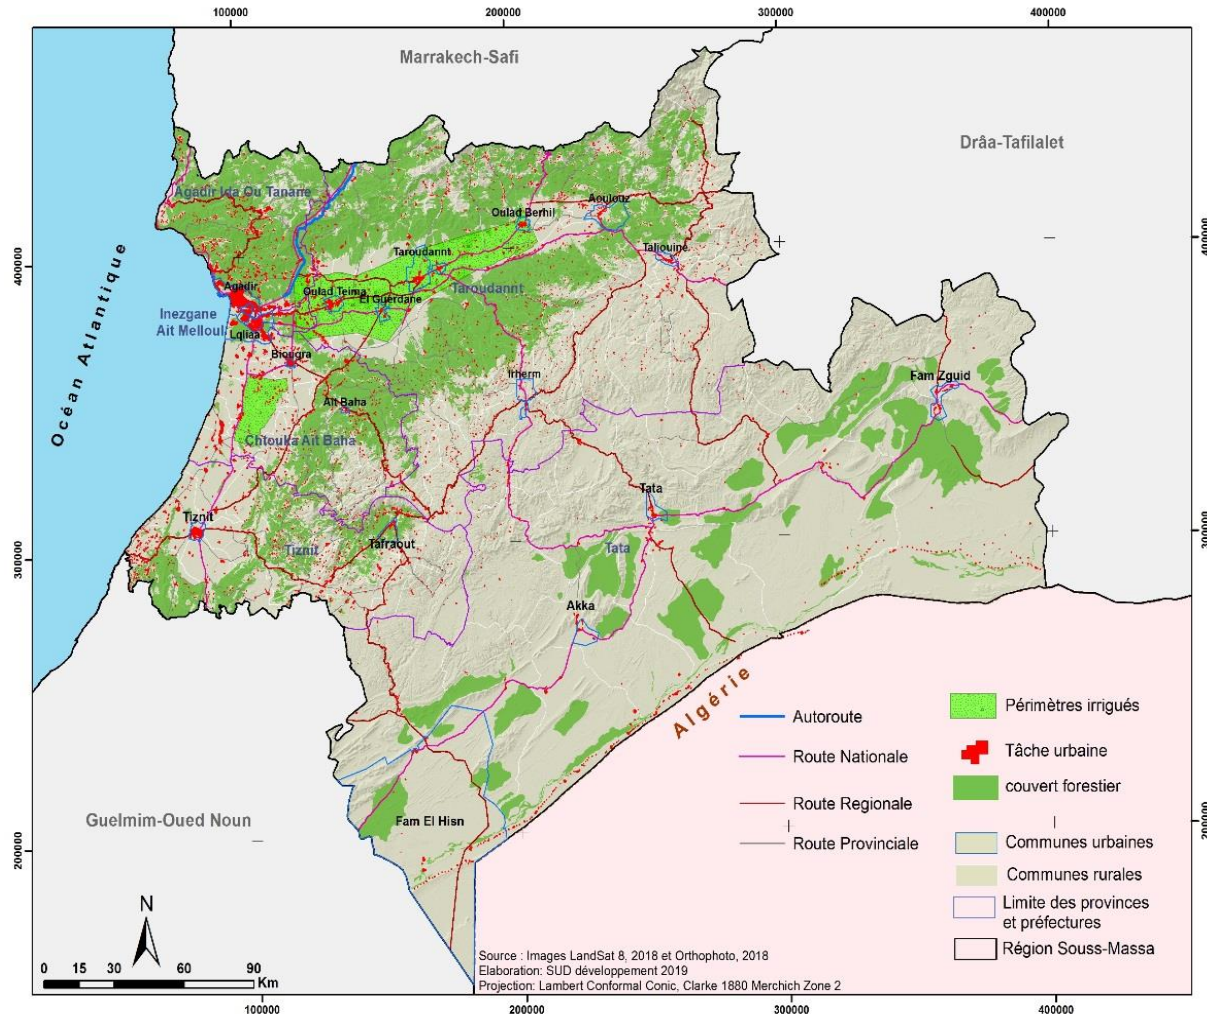 100000
200000
300000
400000
Marrakech-Safi
Drâa-Tafilalet
Agadir Ida Ou Tanane
Oulad Berhil
Aoulouz
Taliouine
400000
400000
Taroudannt
Taroudannt
Océan Atlantique
Agadir
Oulad Teima
El Guerdane
Inezgane
Ait Melloul
Lqliaa
Biougra
Irherm
Fam Zguid
Ait Baha
Chtouka Ait Baha
Tata
Tiznit
Tiznit
Tafraout
Tata
300000
300000
Akka
Algérie
Fam El Hisn
Guelmim-Oued Noun
200000
200000
Autoroute
Route Nationale
Route Regionale
Route Provinciale
Périmètres irrigués
Tâche urbaine
couvert forestier
Communes urbaines
Communes rurales
Limite des provinces
et préfectures
Région Souss-Massa
N
0 15 30 60 90
Km
Source : Images LandSat 8, 2018 et Orthophoto, 2018
Elaboration: SUD développement 2019
Projection: Lambert Conformal Conic, Clarke 1880 Merchich Zone 2
100000
200000
300000
400000